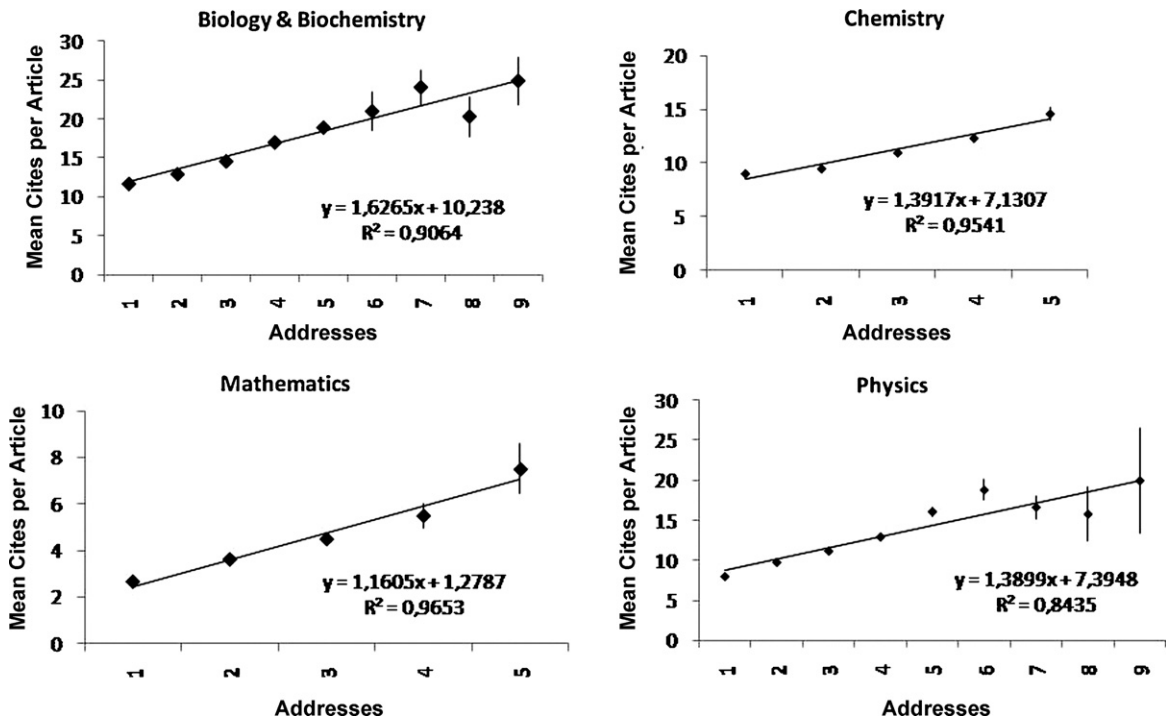 Biology & Biochemistry
Mean Cites per Article
30
25
20
15
10
5
0
y = 1,6265x + 10,238
R² = 0,9064
1 2 3 4 5 6 7 8 9
Addresses
Chemistry
Mean Cites per Article
20
15
10
5
0
y = 1,3917x + 7,1307
R² = 0,9541
1 2 3 4 5
Addresses
Mathematics
Mean Cites per Article
10
8
6
4
2
0
y = 1,1605x + 1,2787
R² = 0,9653
1 2 3 4 5
Addresses
Physics
Mean Cites per Article
30
25
20
15
10
5
0
y = 1,3899x + 7,3948
R² = 0,8435
1 2 3 4 5 6 7 8 9
Addresses